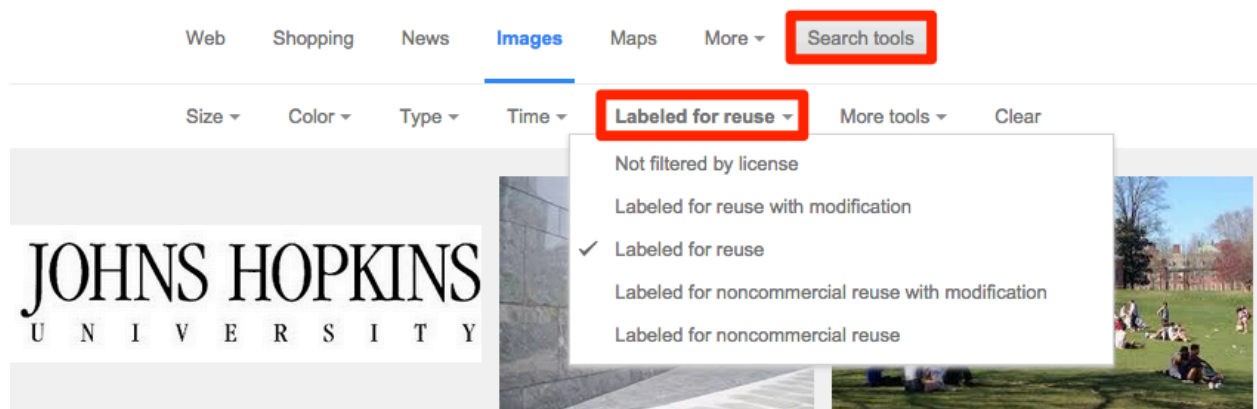 Web Shopping News Images Maps More Search tools
Size Color Type Time Labeled for reuse More tools Clear
Not filtered by license
Labeled for reuse with modification
Labeled for reuse
Labeled for noncommercial reuse with modification
Labeled for noncommercial reuse
JOHNS HOPKINS
UNIVERSITY